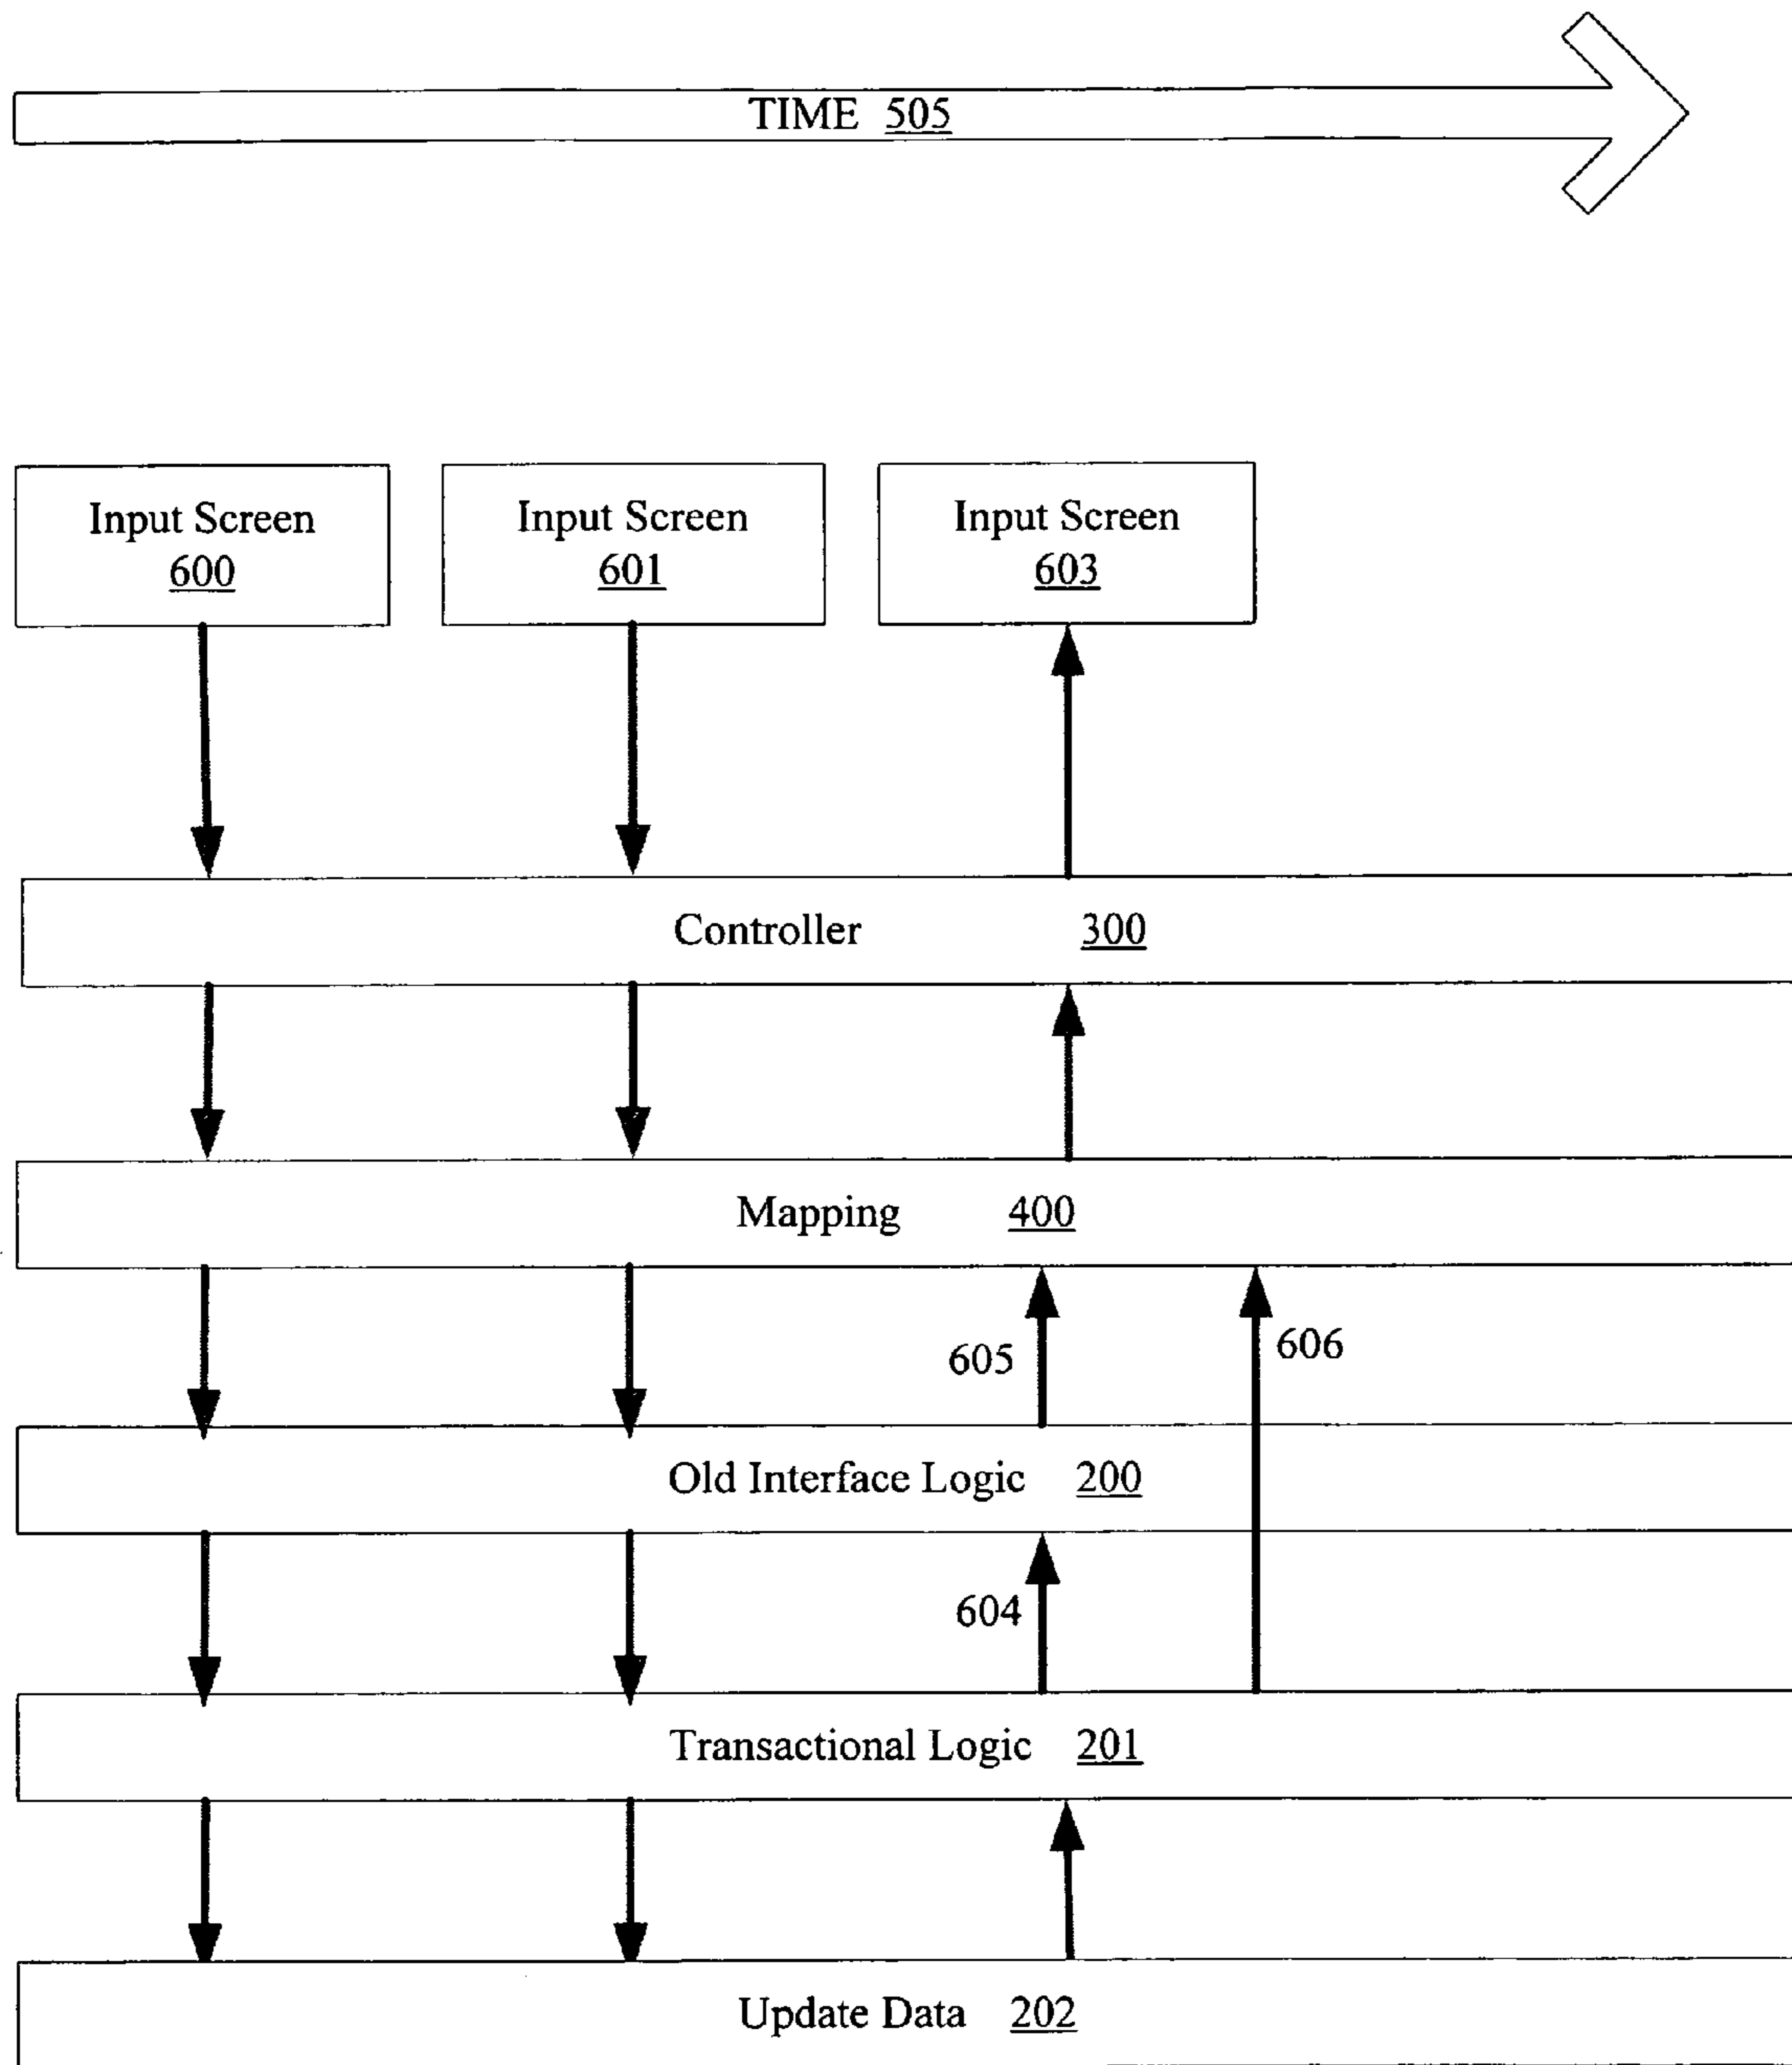 TIME 505
Input Screen
600
Input Screen
601
Input Screen
603
Controller 300
Mapping 400
605
606
Old Interface Logic 200
604
Transactional Logic 201
Update Data 202